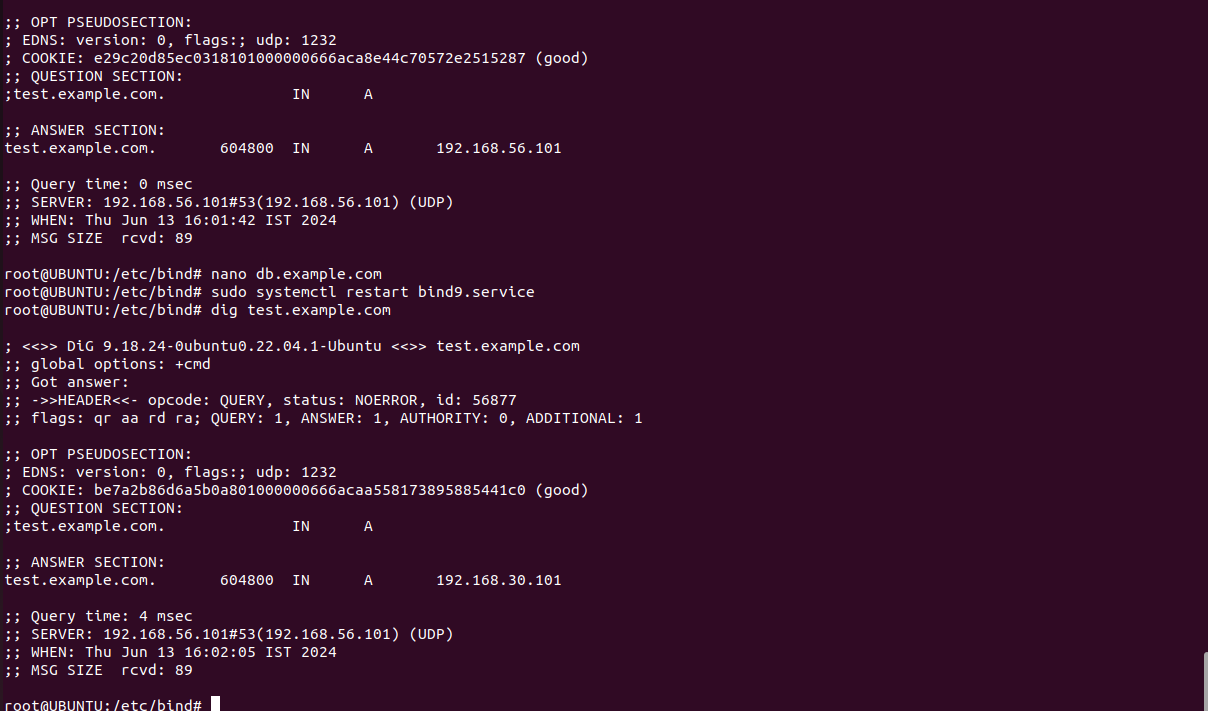 ;; OPT PSEUDOSECTION:
; EDNS: version: 0, flags:; udp: 1232
; COOKIE: e29c20d85ec0318101000000666aca8e44c70572e2515287 (good)
;; QUESTION SECTION:
;test.example.com. IN A
;; ANSWER SECTION:
test.example.com. 604800 IN A 192.168.56.101
;; Query time: 0 msec
;; SERVER: 192.168.56.101#53(192.168.56.101) (UDP)
;; WHEN: Thu Jun 13 16:01:42 IST 2024
;; MSG SIZE  rcvd: 89
root@UBUNTU:/etc/bind# nano db.example.com
root@UBUNTU:/etc/bind# sudo systemctl restart bind9.service
root@UBUNTU:/etc/bind# dig test.example.com
; <<>> DiG 9.18.24-0ubuntu0.22.04.1-Ubuntu <<>> test.example.com
;; global options: +cmd
;; Got answer:
;; ->>HEADER<<- opcode: QUERY, status: NOERROR, id: 56877
;; flags: qr aa rd ra; QUERY: 1, ANSWER: 1, AUTHORITY: 0, ADDITIONAL: 1
;; OPT PSEUDOSECTION:
; EDNS: version: 0, flags:; udp: 1232
; COOKIE: be7a2b86d6a5b0a801000000666acaa558173895885441c0 (good)
;; QUESTION SECTION:
;test.example.com. IN A
;; ANSWER SECTION:
test.example.com. 604800 IN A 192.168.30.101
;; Query time: 4 msec
;; SERVER: 192.168.56.101#53(192.168.56.101) (UDP)
;; WHEN: Thu Jun 13 16:02:05 IST 2024
;; MSG SIZE  rcvd: 89
root@UBUNTU:/etc/bind#